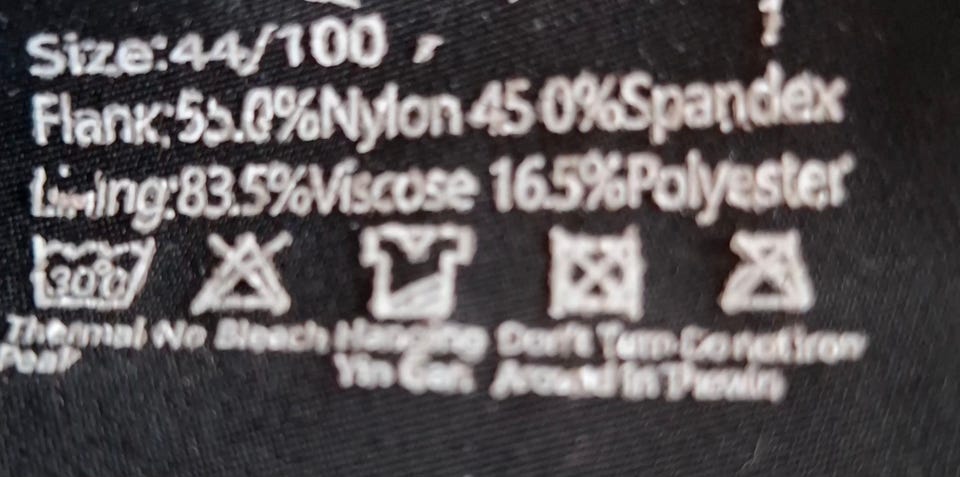 Size:44/100
Flank:55.0%Nylon 45.0%Spandex
Lining:83.5%Viscose 16.5%Polyester
30°C
Thermal No Bleach Hanging Don't Turn Do not Iron
Yin Gan Around In